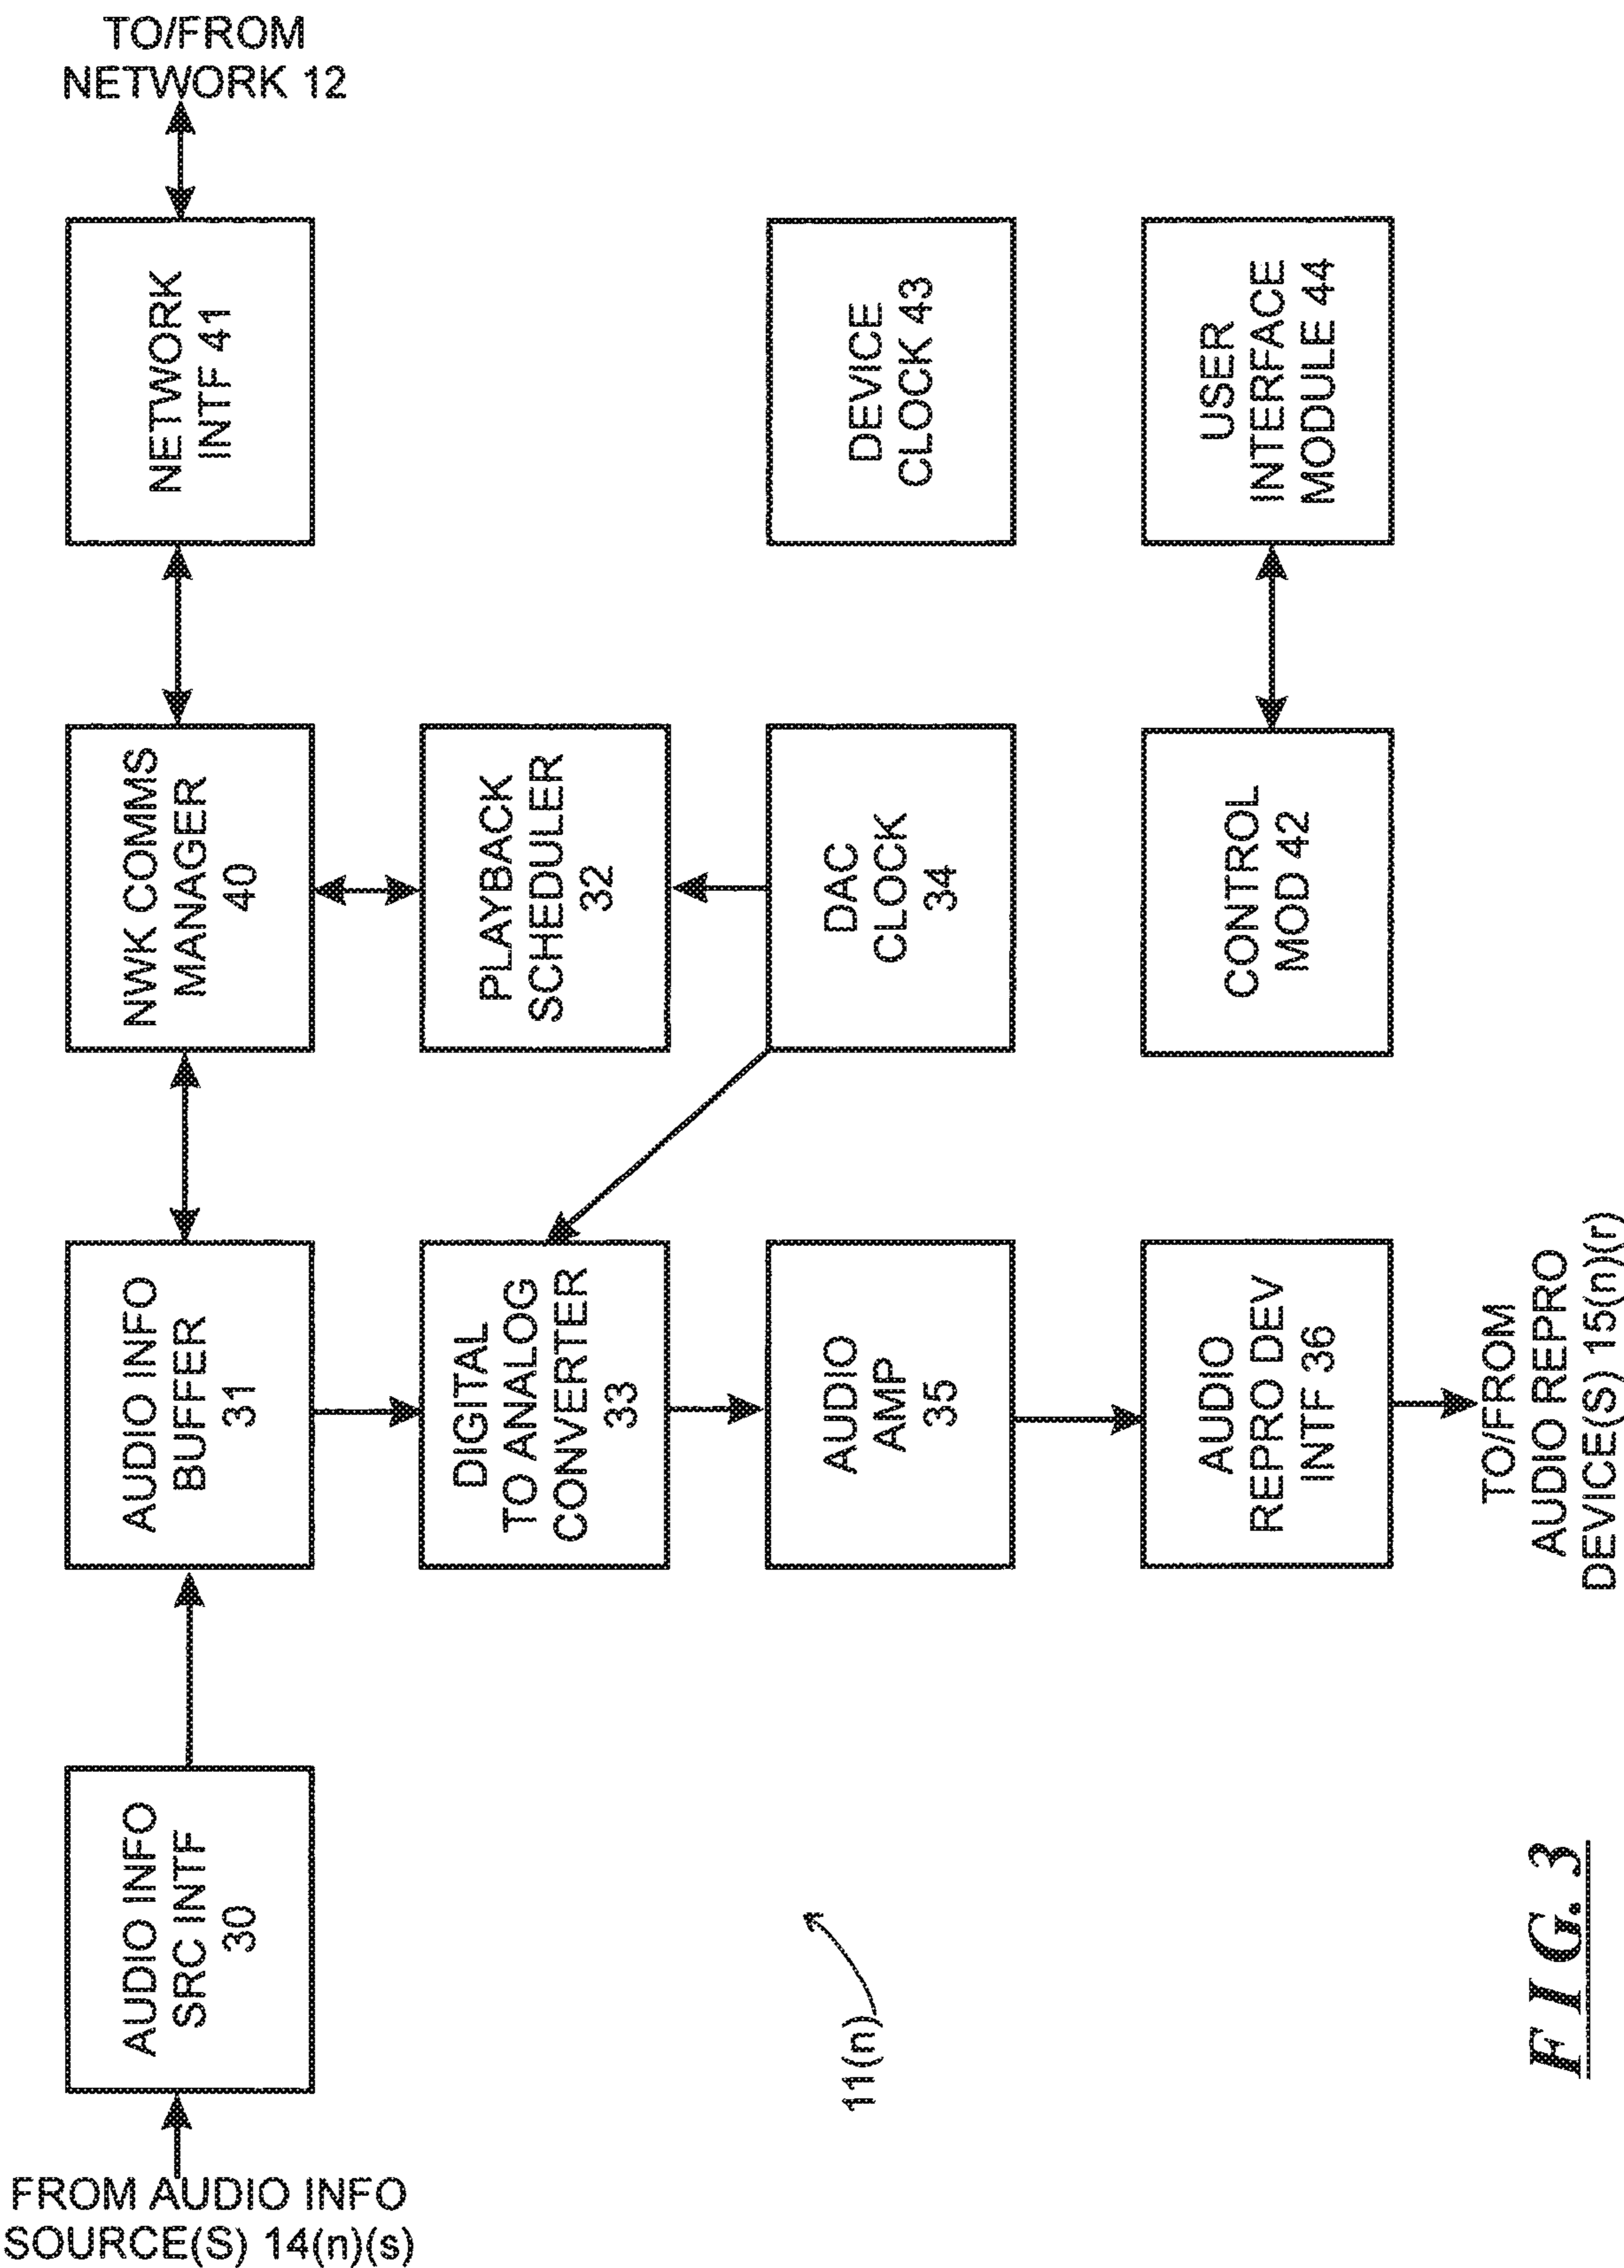 TO/FROM
NETWORK 12
NETWORK
INTF 41
DEVICE
CLOCK 43
USER
INTERFACE
MODULE 44
NWK COMMS
MANAGER
40
PLAYBACK
SCHEDULER
32
DAC
CLOCK
34
CONTROL
MOD 42
AUDIO INFO
BUFFER
31
DIGITAL
TO ANALOG
CONVERTER
33
AUDIO
AMP
35
AUDIO
REPRO DEV
INTF 36
TO/FROM
AUDIO REPRO
DEVICE(S) 15(n)(r)
AUDIO INFO
SRC INTF
30
11(n)
FIG. 3
FROM AUDIO INFO
SOURCE(S) 14(n)(s)